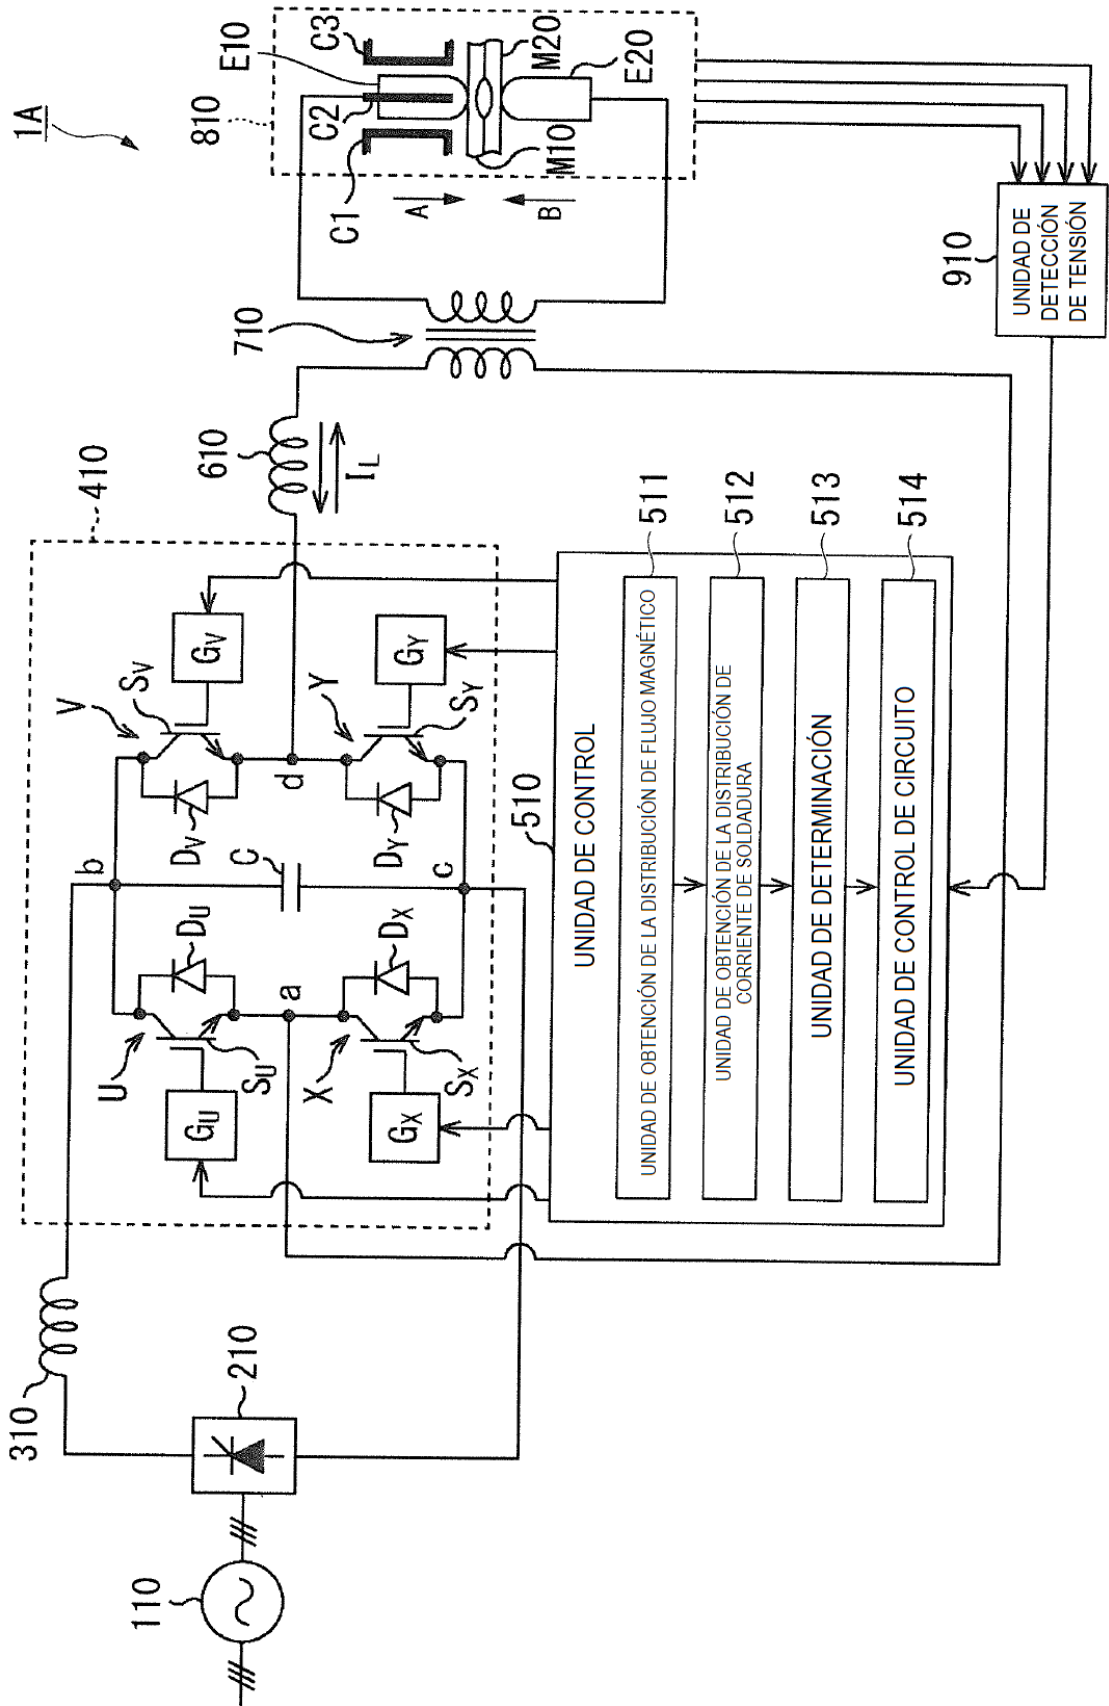 1A
110
210
310
410
U
V
X
Y
SU
SV
SX
SY
DU
DV
DX
DY
GU
GV
GX
GY
C
a
b
c
d
610
IL
710
810
E10
E20
C1
C2
C3
M10
M20
A
B
910
UNIDAD DE
DETECCIÓN
DE TENSIÓN
510
UNIDAD DE CONTROL
UNIDAD DE OBTENCIÓN DE LA DISTRIBUCIÓN DE FLUJO MAGNÉTICO
511
UNIDAD DE OBTENCIÓN DE LA DISTRIBUCIÓN DE
CORRIENTE DE SOLDADURA
512
UNIDAD DE DETERMINACIÓN
513
UNIDAD DE CONTROL DE CIRCUITO
514